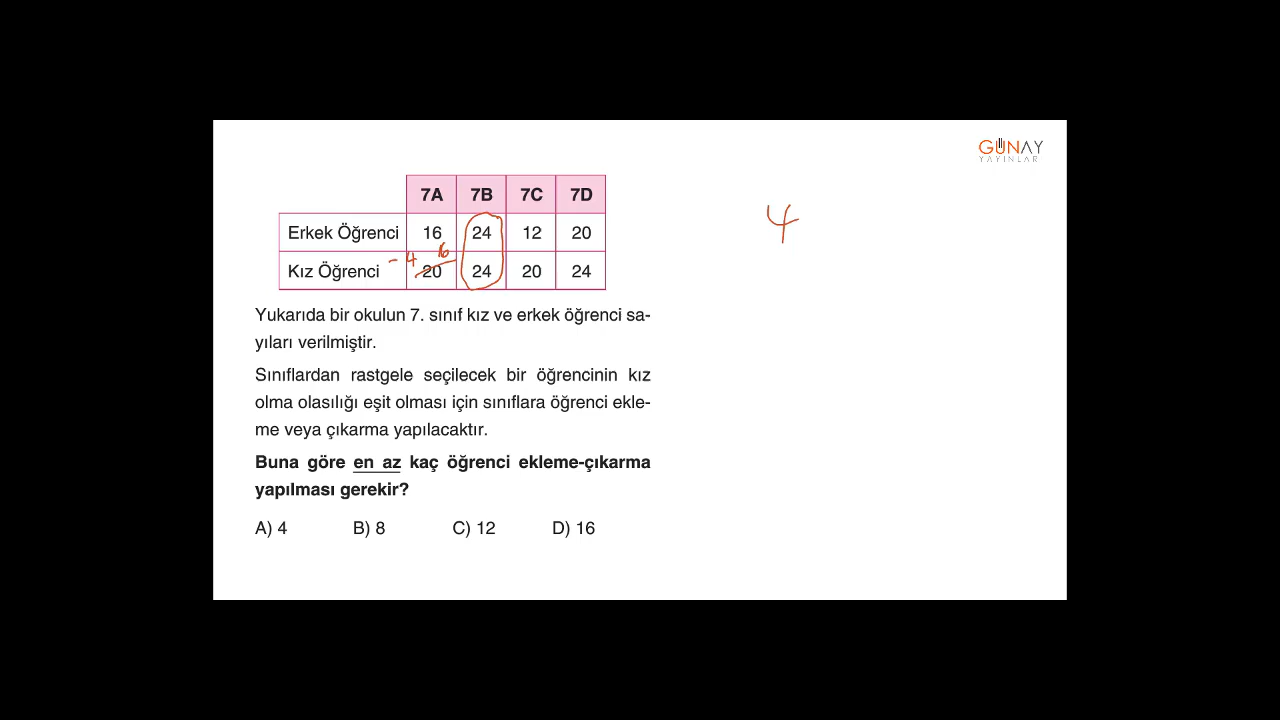 GÜNAY
YAYINLAR
7A 7B 7C 7D
4
Erkek Öğrenci 16 24 12 20
-4 16
Kız Öğrenci 20 24 20 24
Yukarıda bir okulun 7. sınıf kız ve erkek öğrenci sa-
yıları verilmiştir.
Sınıflardan rastgele seçilecek bir öğrencinin kız
olma olasılığı eşit olması için sınıflara öğrenci ekle-
me veya çıkarma yapılacaktır.
Buna göre en az kaç öğrenci ekleme-çıkarma
yapılması gerekir?
A) 4 B) 8 C) 12 D) 16